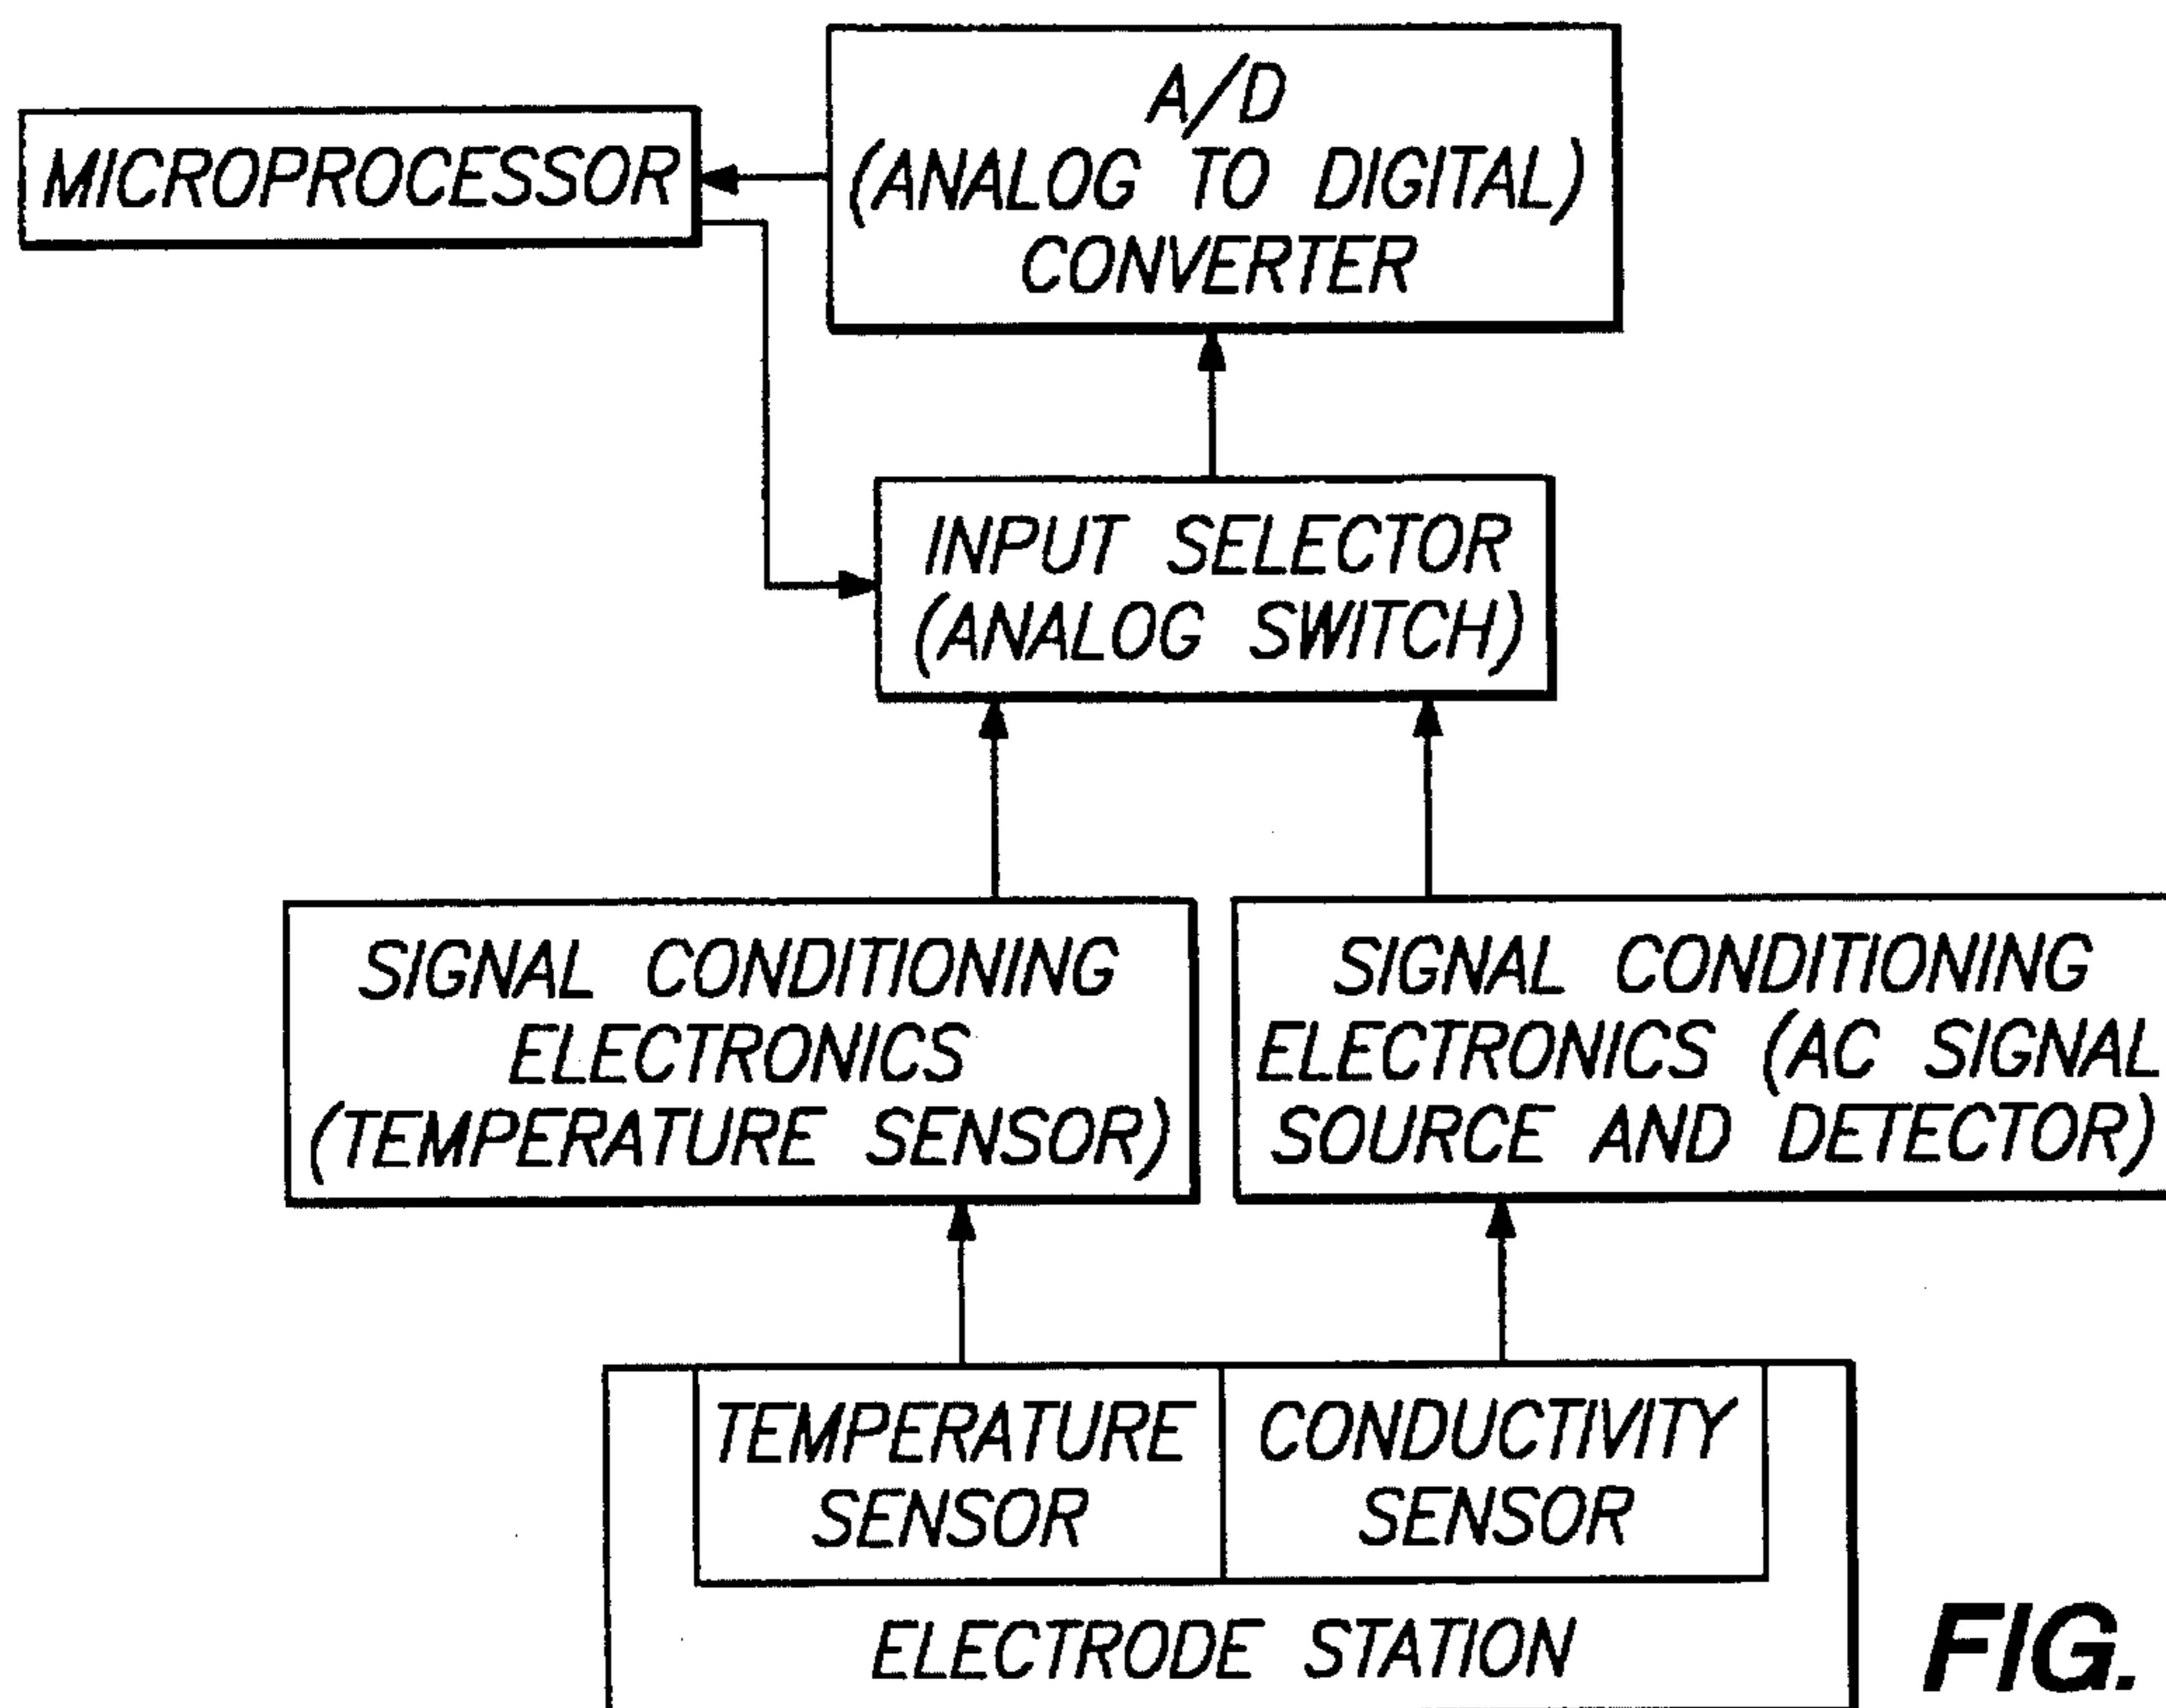 MICROPROCESSOR
A/D
(ANALOG TO DIGITAL)
CONVERTER
INPUT SELECTOR
(ANALOG SWITCH)
SIGNAL CONDITIONING
ELECTRONICS
(TEMPERATURE SENSOR)
SIGNAL CONDITIONING
ELECTRONICS (AC SIGNAL
SOURCE AND DETECTOR)
TEMPERATURE
SENSOR
CONDUCTIVITY
SENSOR
ELECTRODE STATION
FIG.